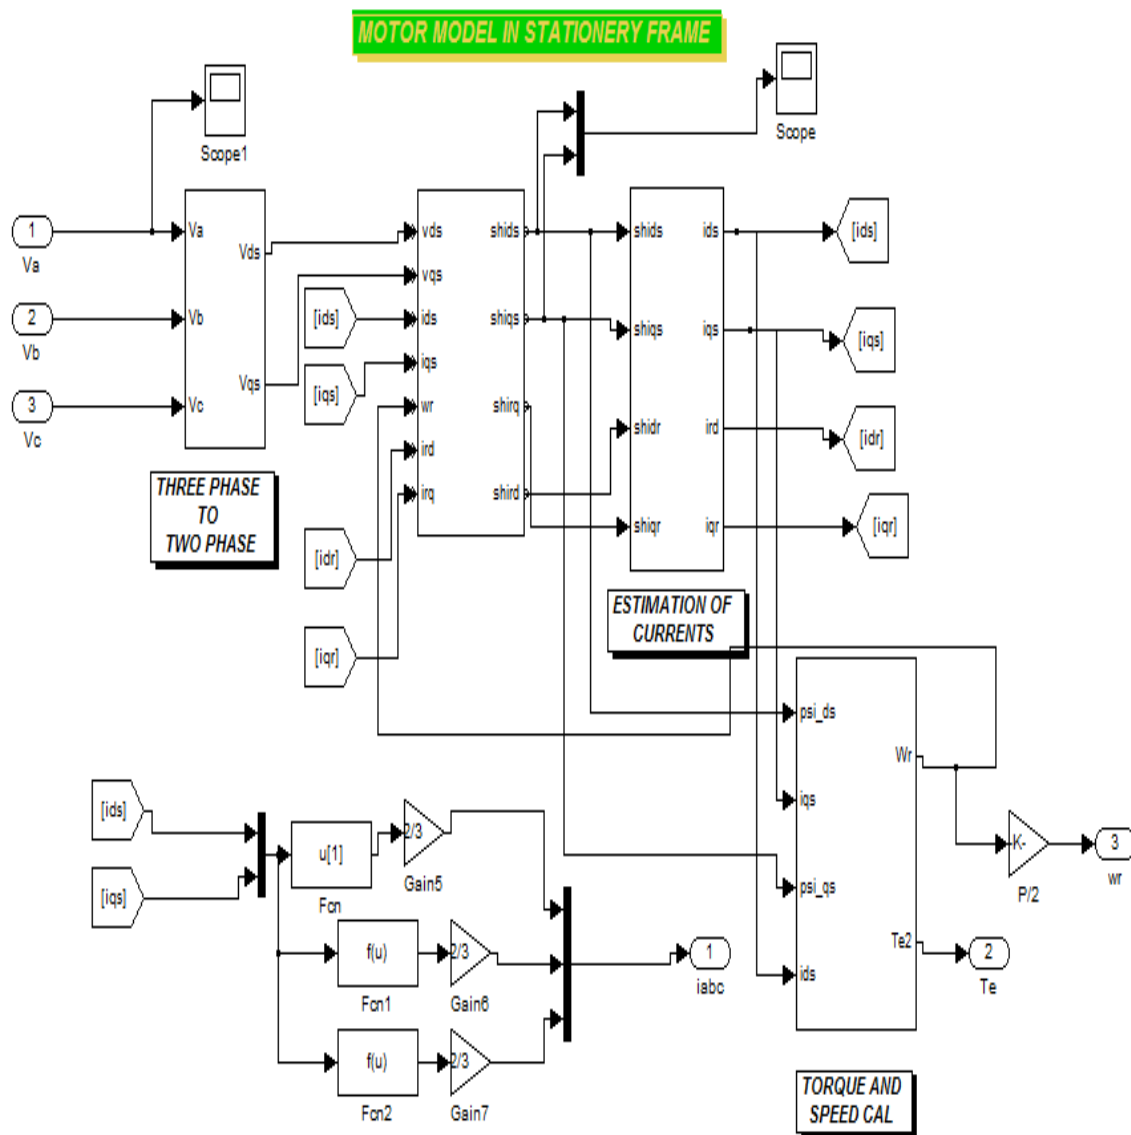 MOTOR MODEL IN STATIONERY FRAME
Scope1
Scope
1
Va
2
Vb
3
Vc
Va
Vb
Vc
Vds
Vqs
THREE PHASE
TO
TWO PHASE
[ids]
[iqs]
[idr]
[iqr]
vds
vqs
ids
iqs
wr
ird
irq
shids
shiqs
shirq
shird
shids
shiqs
shidr
shiqr
ids
iqs
ird
iqr
[ids]
[iqs]
[idr]
[iqr]
ESTIMATION OF
CURRENTS
psi_ds
iqs
psi_qs
ids
Wr
Te2
-K-
P/2
3
wr
2
Te
TORQUE AND
SPEED CAL
[ids]
[iqs]
u[1]
Fcn
2/3
Gain5
f(u)
Fcn1
2/3
Gain6
f(u)
Fcn2
2/3
Gain7
1
iabc